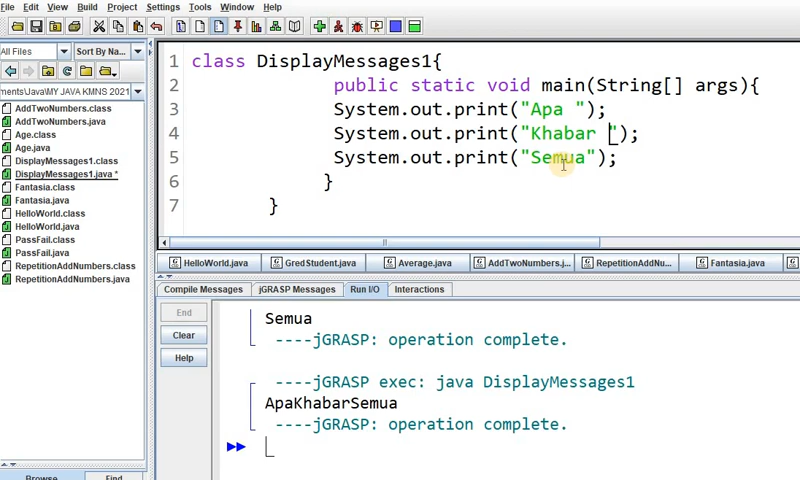 File Edit View Build Project Settings Tools Window Help
All Files Sort By Na...
ments\Java\MY JAVA KMNS 2021
AddTwoNumbers.class
AddTwoNumbers.java
Age.class
Age.java
DisplayMessages1.class
DisplayMessages1.java *
Fantasia.class
Fantasia.java
HelloWorld.class
HelloWorld.java
PassFail.class
PassFail.java
RepetitionAddNumbers.class
RepetitionAddNumbers.java
Browse Find
1 class DisplayMessages1{
2 public static void main(String[] args){
3 System.out.print("Apa ");
4 System.out.print("Khabar ");
5 System.out.print("Semua");
6 }
7 }
HelloWorld.java GredStudent.java Average.java AddTwoNumbers.j... RepetitionAddNu... Fantasia.java
Compile Messages jGRASP Messages Run I/O Interactions
End
Clear
Help
Semua
----jGRASP: operation complete.
----jGRASP exec: java DisplayMessages1
ApaKhabarSemua
----jGRASP: operation complete.